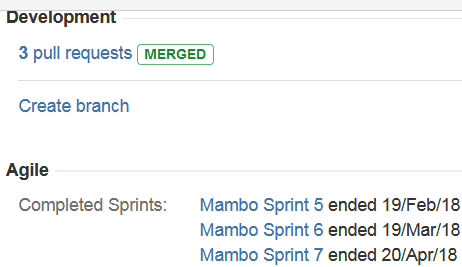 Development
3 pull requests MERGED
Create branch
Agile
Completed Sprints: Mambo Sprint 5 ended 19/Feb/18
Mambo Sprint 6 ended 19/Mar/18
Mambo Sprint 7 ended 20/Apr/18